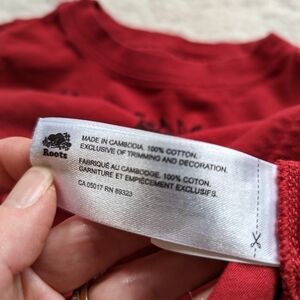 Roots
MADE IN CAMBODIA. 100% COTTON.
EXCLUSIVE OF TRIMMING AND DECORATION.
FABRIQUÉ AU CAMBODGE. 100% COTON.
GARNITURE ET EMPIÈCEMENT EXCLUSIFS.
CA 05017 RN 89323